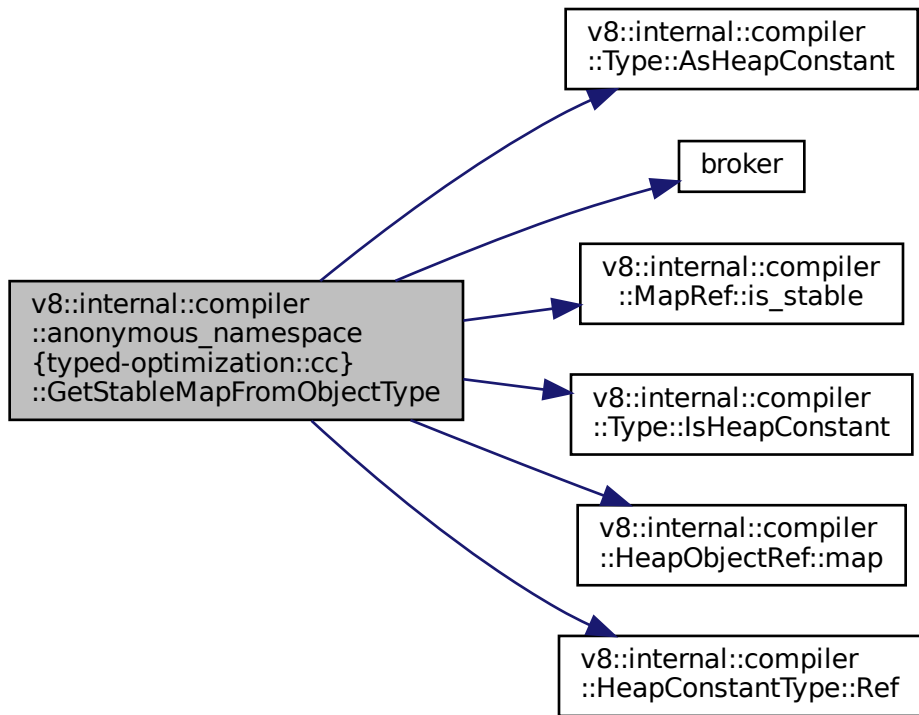 v8::internal::compiler
::Type::AsHeapConstant
broker
v8::internal::compiler
::MapRef::is_stable
v8::internal::compiler
::anonymous_namespace
{typed-optimization::cc}
::GetStableMapFromObjectType
v8::internal::compiler
::Type::IsHeapConstant
v8::internal::compiler
::HeapObjectRef::map
v8::internal::compiler
::HeapConstantType::Ref